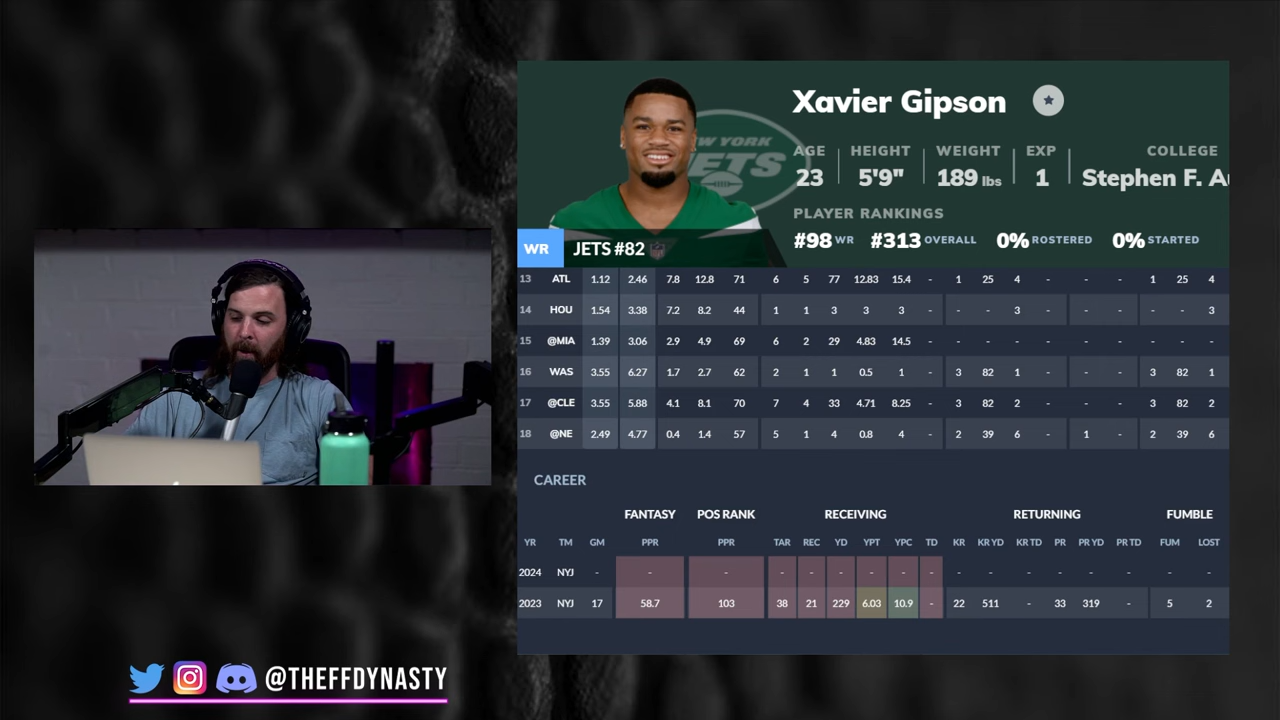 Xavier Gipson
NEW YORK
JETS
AGE HEIGHT WEIGHT EXP COLLEGE
23 5'9" 189 lbs 1 Stephen F. Au
PLAYER RANKINGS
#98 WR #313 OVERALL 0% ROSTERED 0% STARTED
WR JETS #82
13 ATL 1.12 2.46 7.8 12.8 71 6 5 77 12.83 15.4 - 1 25 4 - - - 1 25 4
14 HOU 1.54 3.38 7.2 8.2 44 1 1 3 3 3 - - - 3 - - - - - 3
15 @MIA 1.39 3.06 2.9 4.9 69 6 2 29 4.83 14.5 - - - - - - - - - -
16 WAS 3.55 6.27 1.7 2.7 62 2 1 1 0.5 1 - 3 82 1 - - - 3 82 1
17 @CLE 3.55 5.88 4.1 8.1 70 7 4 33 4.71 8.25 - 3 82 2 - - - 3 82 2
18 @NE 2.49 4.77 0.4 1.4 57 5 1 4 0.8 4 - 2 39 6 - 1 - 2 39 6
CAREER
FANTASY POS RANK RECEIVING RETURNING FUMBLE
YR TM GM PPR PPR TAR REC YD YPT YPC TD KR KR YD KR TD PR PR YD PR TD FUM LOST
2024 NYJ - - - - - - - - - - - - - - - - -
2023 NYJ 17 58.7 103 38 21 229 6.03 10.9 - 22 511 - 33 319 - 5 2
@THEFFDYNASTY